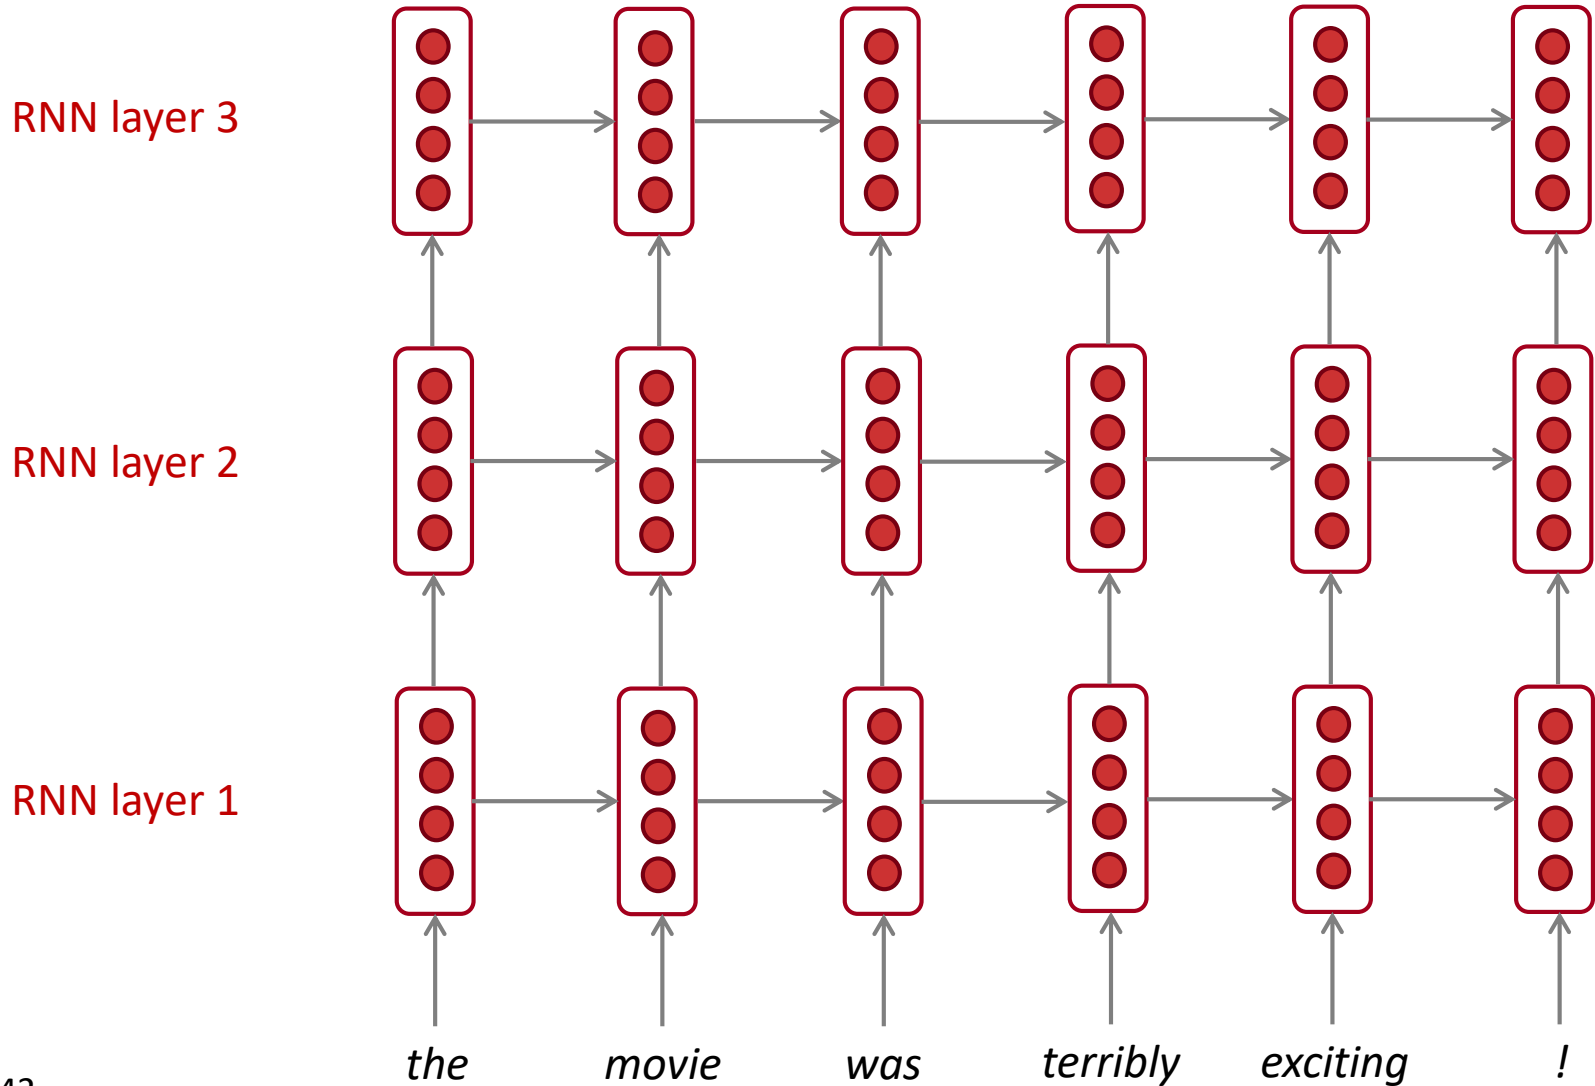 RNN layer 3
RNN layer 2
RNN layer 1
the movie was terribly exciting !